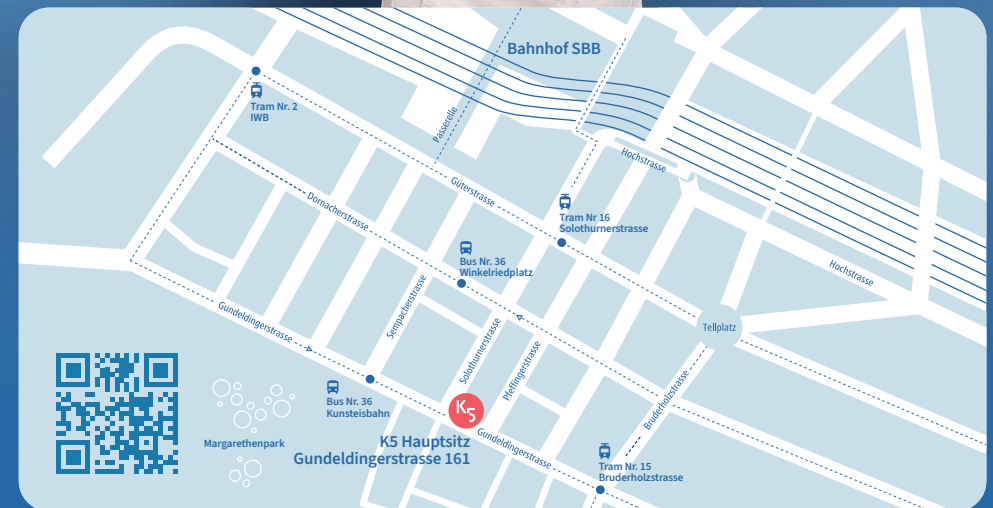 Bahnhof SBB
Tram Nr. 2
IWB
Passerelle
Hochstrasse
Güterstrasse
Dornacherstrasse
Tram Nr 16
Solothurnerstrasse
Bus Nr. 36
Winkelriedplatz
Hochstrasse
Sempacherstrasse
Gundeldingerstrasse
Tellplatz
Solothurnerstrasse
Pfeffingerstrasse
Bruderholzstrasse
Bus Nr. 36
Kunsteisbahn
K5
Margarethenpark
K5 Hauptsitz
Gundeldingerstrasse 161
Gundeldingerstrasse
Tram Nr. 15
Bruderholzstrasse